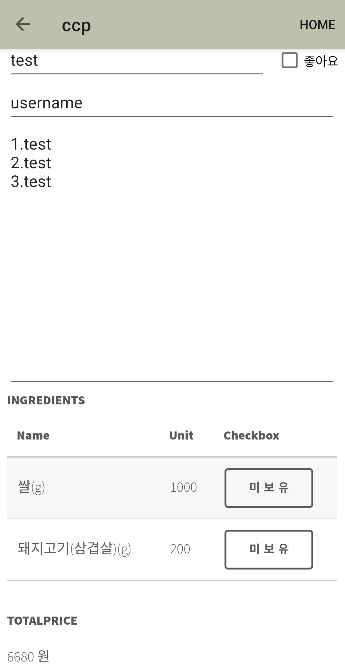 ccp HOME
test 좋아요
username
1.test
2.test
3.test
INGREDIENTS
Name Unit Checkbox
쌀(g) 1000 미 보 유
돼지고기(삼겹살)(g) 200 미 보 유
TOTALPRICE
6680 원